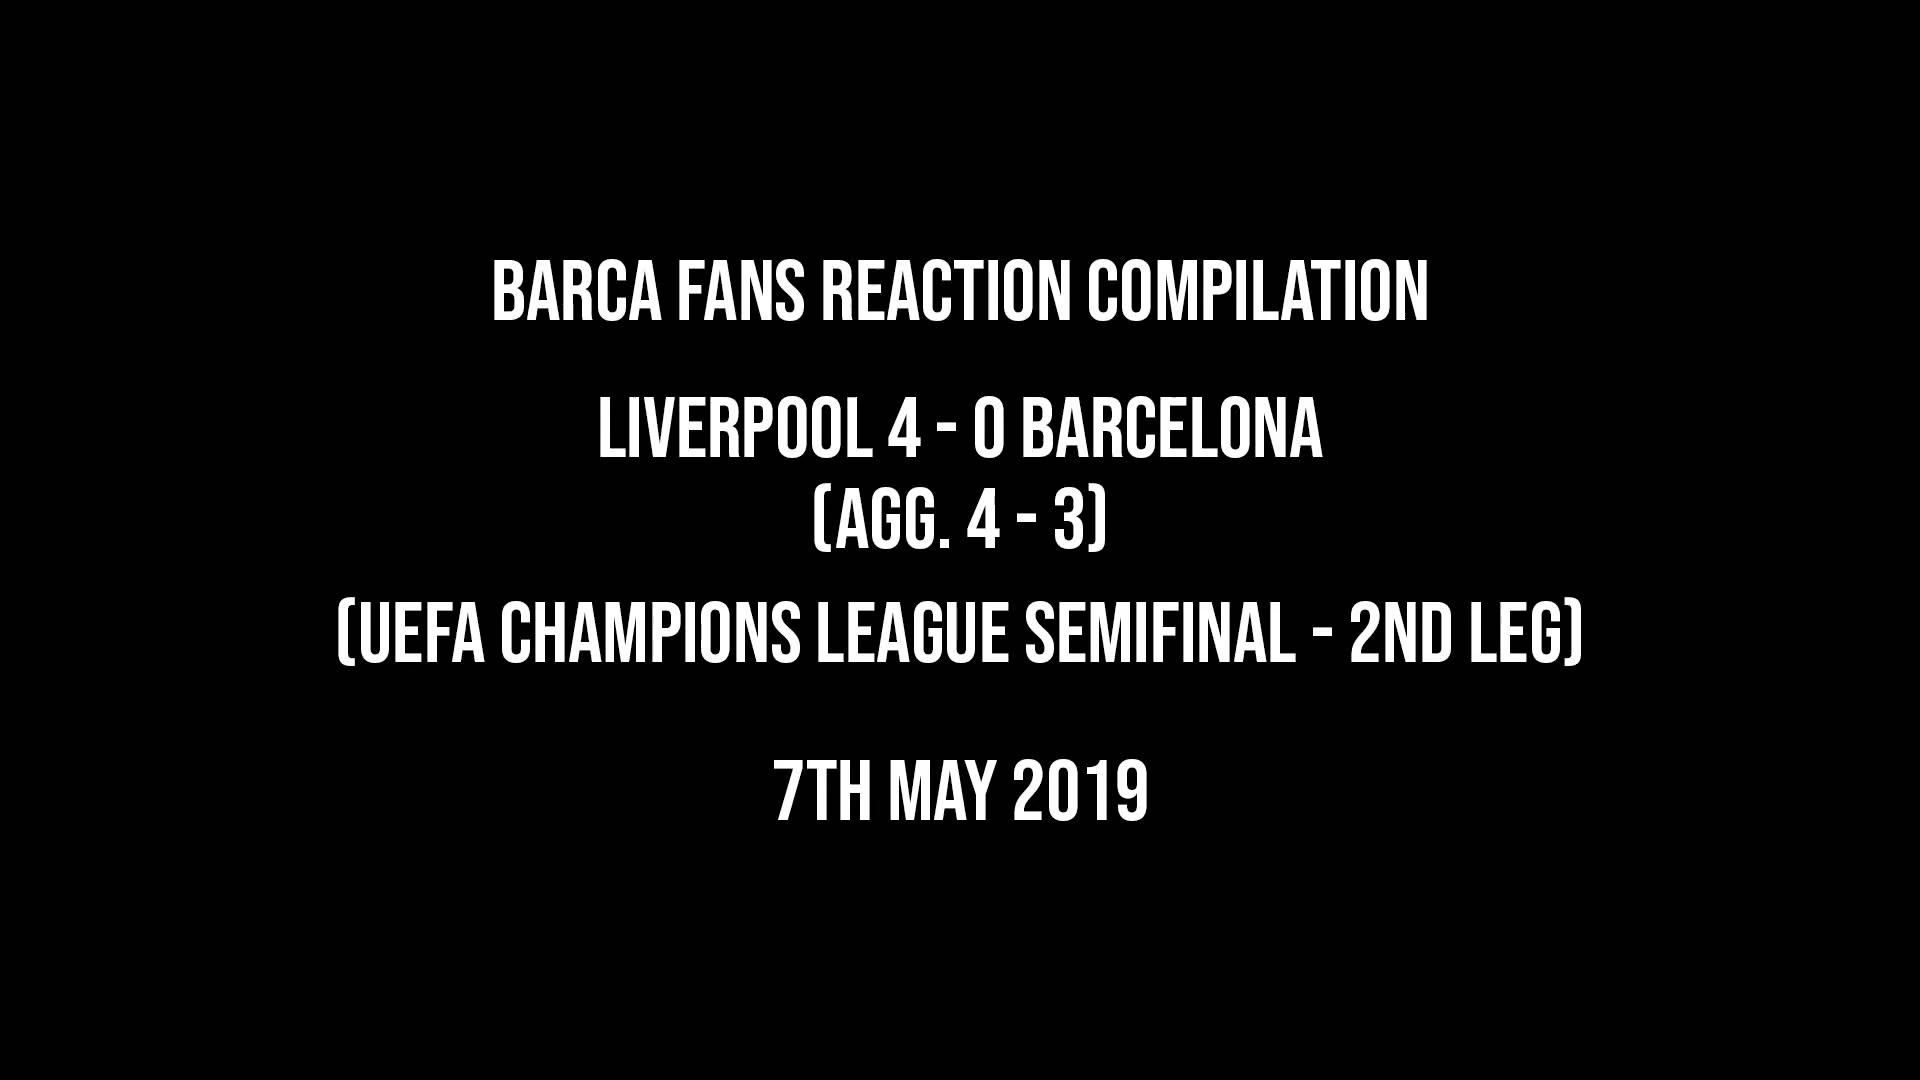 BARCA FANS REACTION COMPILATION
LIVERPOOL 4 - 0 BARCELONA
(AGG. 4 - 3)
(UEFA CHAMPIONS LEAGUE SEMIFINAL - 2ND LEG)
7TH MAY 2019